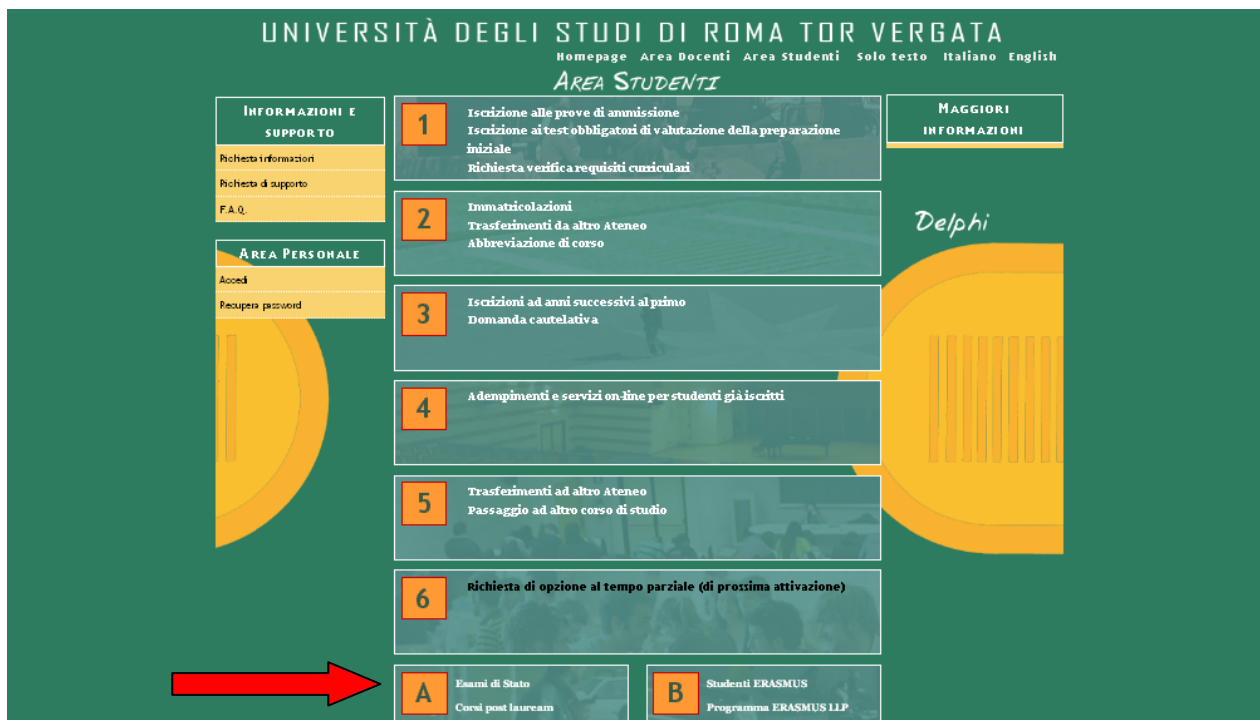 UNIVERSITÀ DEGLI STUDI DI ROMA TOR VERGATA
Homepage Area Docenti Area Studenti Solo testo Italiano English
AREA STUDENTI
INFORMAZIONI E
SUPPORTO
Richiesta informazioni
Richiesta di supporto
F.A.Q.
AREA PERSONALE
Accedi
Recupera password
1
Iscrizione alle prove di ammissione
Iscrizione ai test obbligatori di valutazione della preparazione
iniziale
Richiesta verifica requisiti curriculari
2
Immatricolazioni
Trasferimenti da altro Ateneo
Abbreviazione di corso
3
Iscrizioni ad anni successivi al primo
Domanda cautelativa
4
Adempimenti e servizi on-line per studenti già iscritti
5
Trasferimenti ad altro Ateneo
Passaggio ad altro corso di studio
6
Richiesta di opzione al tempo parziale (di prossima attivazione)
A
Esami di Stato
Corsi post lauream
B
Studenti ERASMUS
Programma ERASMUS LLP
MAGGIORI
INFORMAZIONI
Delphi